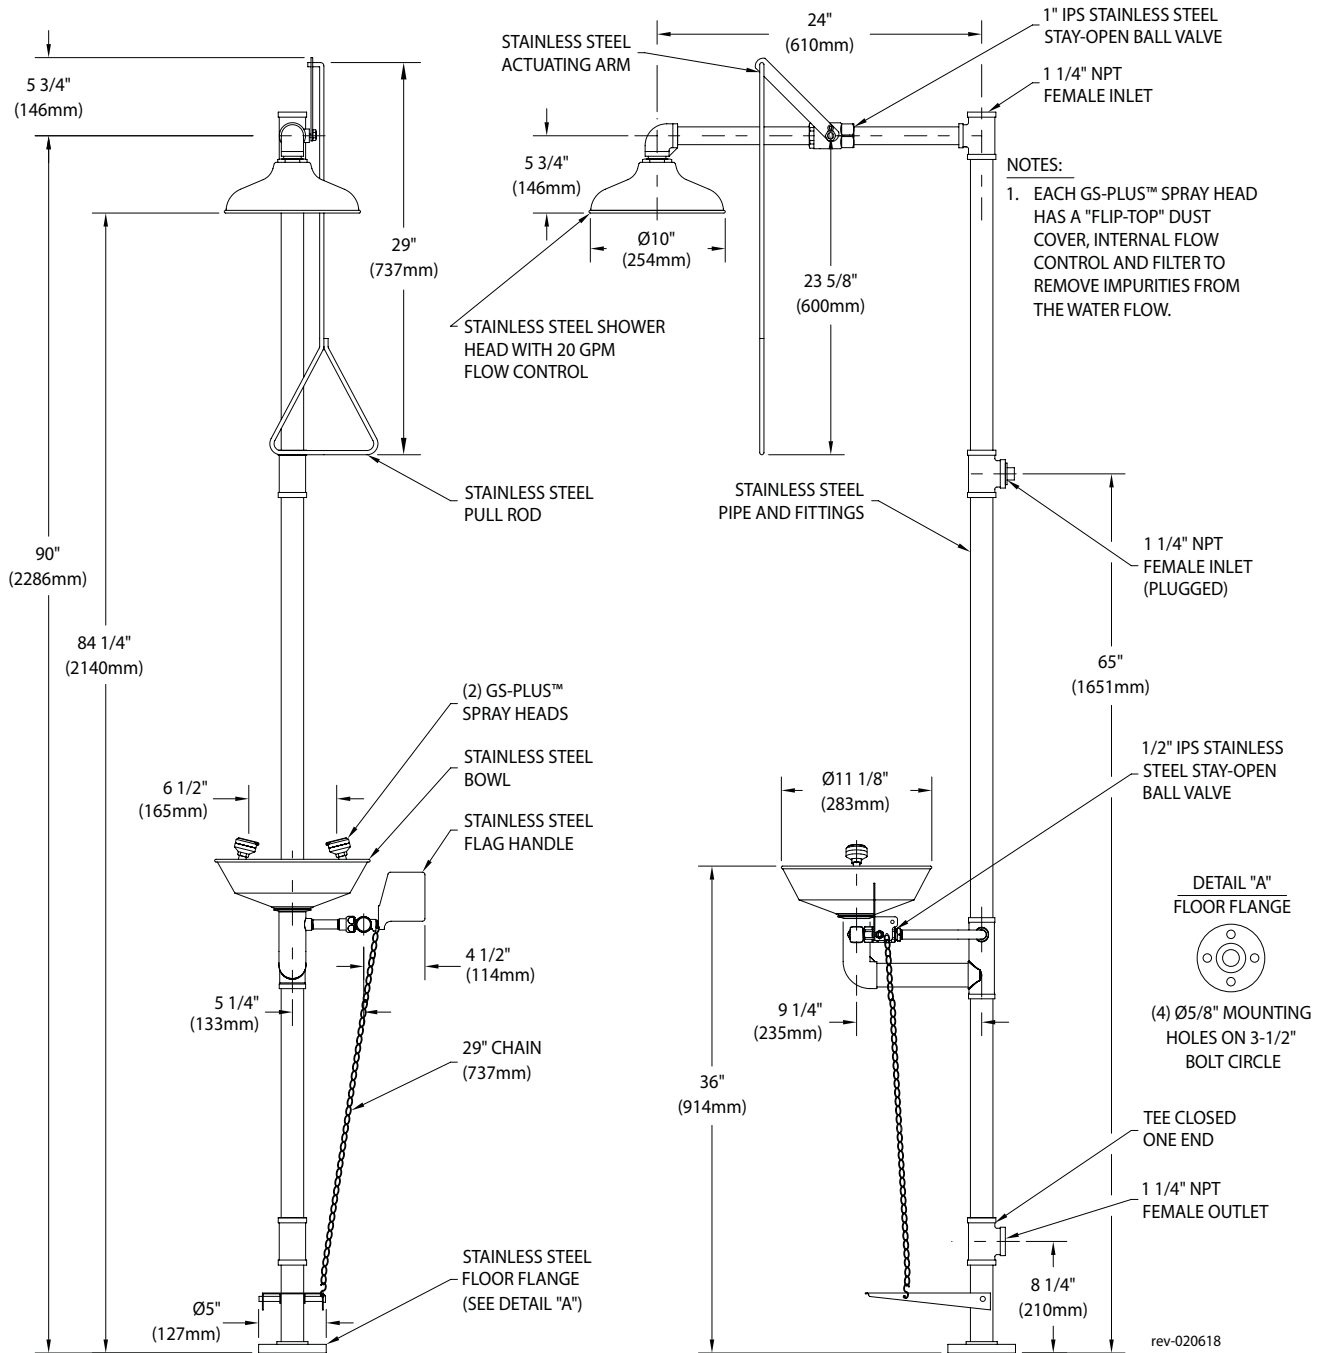 5 3/4"
(146mm)
29"
(737mm)
STAINLESS STEEL
PULL ROD
90"
(2286mm)
84 1/4"
(2140mm)
(2) GS-PLUS™
SPRAY HEADS
STAINLESS STEEL
BOWL
6 1/2"
(165mm)
STAINLESS STEEL
FLAG HANDLE
4 1/2"
(114mm)
5 1/4"
(133mm)
29" CHAIN
(737mm)
STAINLESS STEEL
FLOOR FLANGE
(SEE DETAIL "A")
Ø5"
(127mm)
STAINLESS STEEL
ACTUATING ARM
24"
(610mm)
1" IPS STAINLESS STEEL
STAY-OPEN BALL VALVE
1 1/4" NPT
FEMALE INLET
5 3/4"
(146mm)
Ø10"
(254mm)
23 5/8"
(600mm)
STAINLESS STEEL SHOWER
HEAD WITH 20 GPM
FLOW CONTROL
NOTES:
1. EACH GS-PLUS™ SPRAY HEAD
HAS A "FLIP-TOP" DUST
COVER, INTERNAL FLOW
CONTROL AND FILTER TO
REMOVE IMPURITIES FROM
THE WATER FLOW.
STAINLESS STEEL
PIPE AND FITTINGS
1 1/4" NPT
FEMALE INLET
(PLUGGED)
65"
(1651mm)
1/2" IPS STAINLESS
STEEL STAY-OPEN
BALL VALVE
Ø11 1/8"
(283mm)
DETAIL "A"
FLOOR FLANGE
(4) Ø5/8" MOUNTING
HOLES ON 3-1/2"
BOLT CIRCLE
9 1/4"
(235mm)
36"
(914mm)
TEE CLOSED
ONE END
1 1/4" NPT
FEMALE OUTLET
8 1/4"
(210mm)
rev-020618